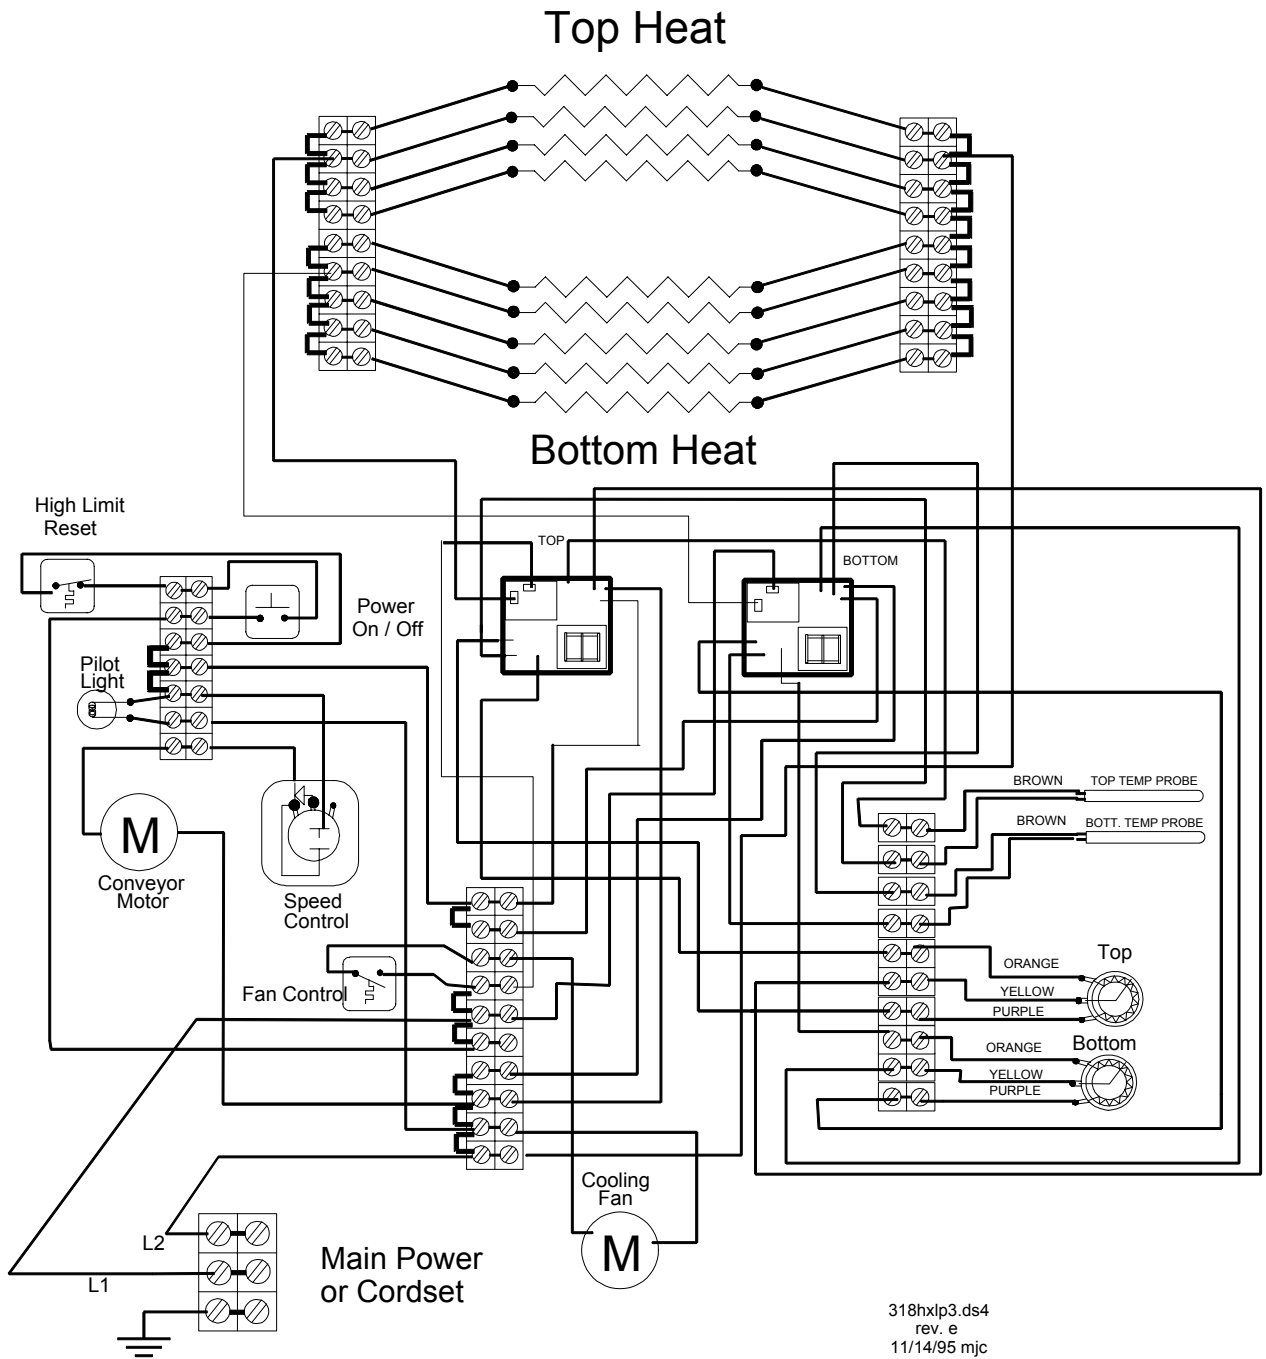 Top Heat
Bottom Heat
High Limit
Reset
TOP
BOTTOM
Power
On / Off
Pilot
Light
BROWN
TOP TEMP PROBE
BROWN
BOTT. TEMP PROBE
M
Conveyor
Motor
Speed
Control
Top
ORANGE
Fan Control
YELLOW
PURPLE
Bottom
ORANGE
YELLOW
PURPLE
Cooling
Fan
M
L2
Main Power
or Cordset
L1
318hxlp3.ds4
rev. e
11/14/95 mjc